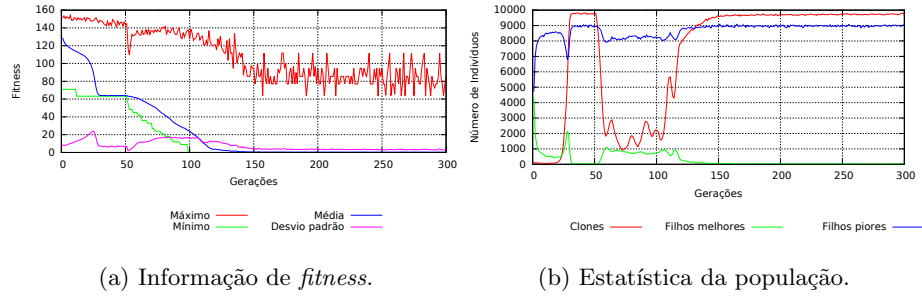 160
140
120
100
80
60
40
20
0
Fitness
0 50 100 150 200 250 300
Gerações
Máximo Média
Mínimo Desvio padrão
(a) Informação de fitness.
10000
9000
8000
7000
6000
5000
4000
3000
2000
1000
0
Número de Indivíduos
0 50 100 150 200 250 300
Gerações
Clones Filhos melhores Filhos piores
(b) Estatística da população.